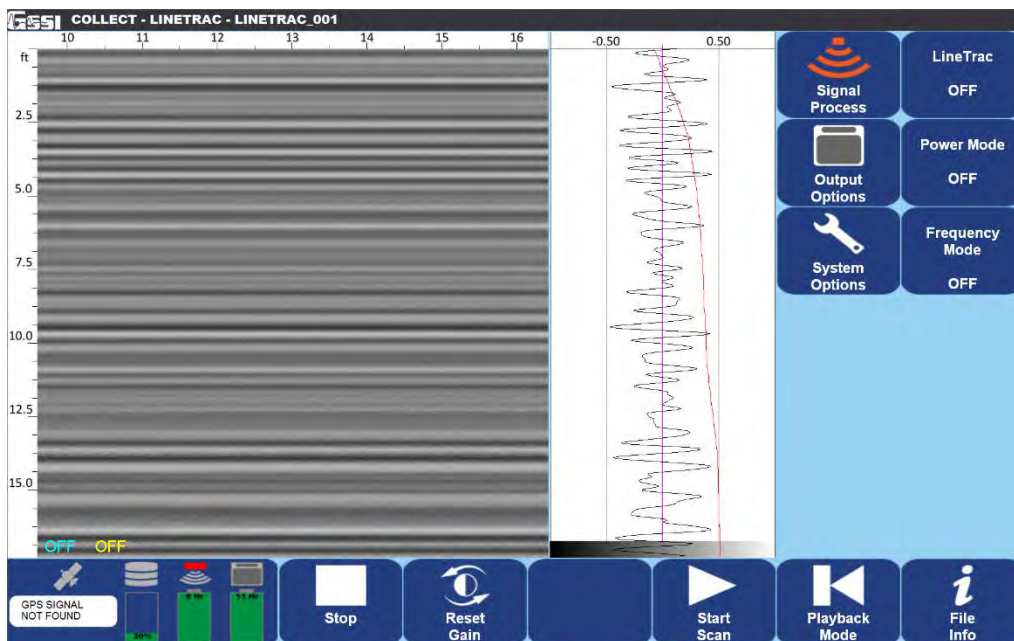 GSSI COLLECT - LINETRAC - LINETRAC_001
10 11 12 13 14 15 16
ft
2.5
5.0
7.5
10.0
12.5
15.0
OFF OFF
-0.50 0.50
Signal
Process
LineTrac
OFF
Output
Options
Power Mode
OFF
System
Options
Frequency
Mode
OFF
GPS SIGNAL
NOT FOUND
20%
11 Hr
Stop
Reset
Gain
Start
Scan
Playback
Mode
File
Info